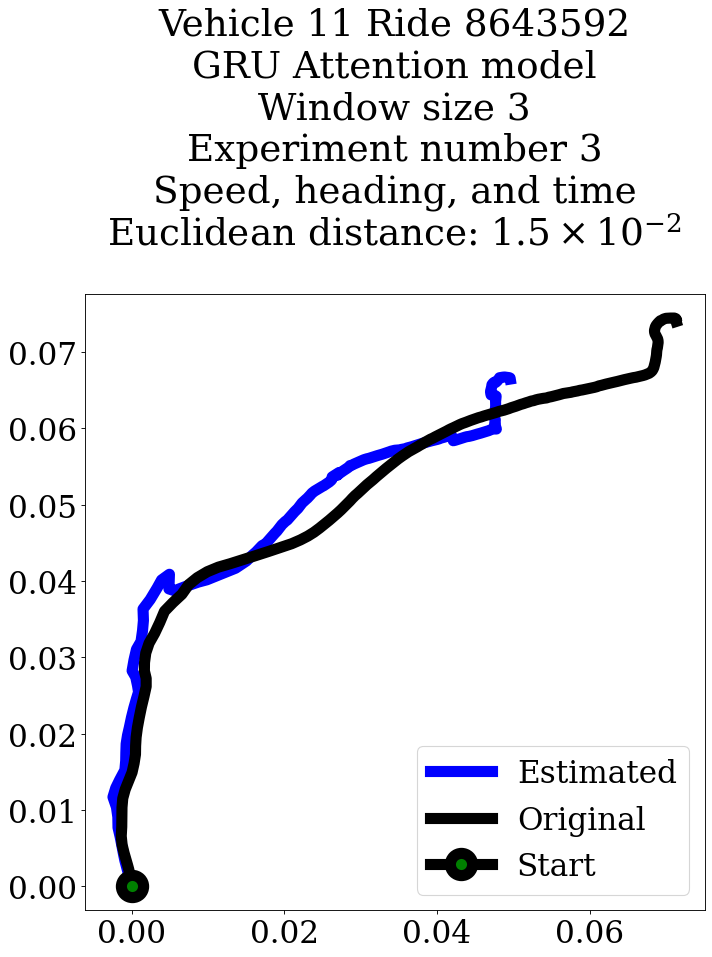 Vehicle 11 Ride 8643592
GRU Attention model
Window size 3
Experiment number 3
Speed, heading, and time
Euclidean distance: 1.5 × 10⁻²
0.07
0.06
0.05
0.04
0.03
0.02
0.01
0.00
Estimated
Original
Start
0.00 0.02 0.04 0.06